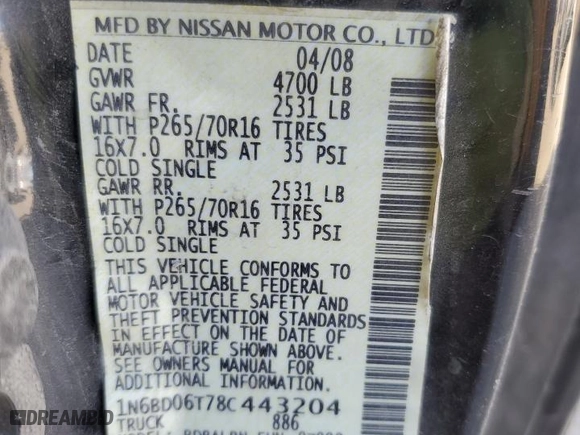 MFD BY NISSAN MOTOR CO., LTD.
DATE 04/08
GVWR 4700 LB
GAWR FR. 2531 LB
WITH P265/70R16 TIRES
16X7.0 RIMS AT 35 PSI
COLD SINGLE
GAWR RR. 2531 LB
WITH P265/70R16 TIRES
16X7.0 RIMS AT 35 PSI
COLD SINGLE
THIS VEHICLE CONFORMS TO
ALL APPLICABLE FEDERAL
MOTOR VEHICLE SAFETY AND
THEFT PREVENTION STANDARDS
IN EFFECT ON THE DATE OF
MANUFACTURE SHOWN ABOVE.
SEE OWNERS MANUAL FOR
ADDITIONAL INFORMATION.
1N6BD06T78C443204
TRUCK 886
DREAMBID